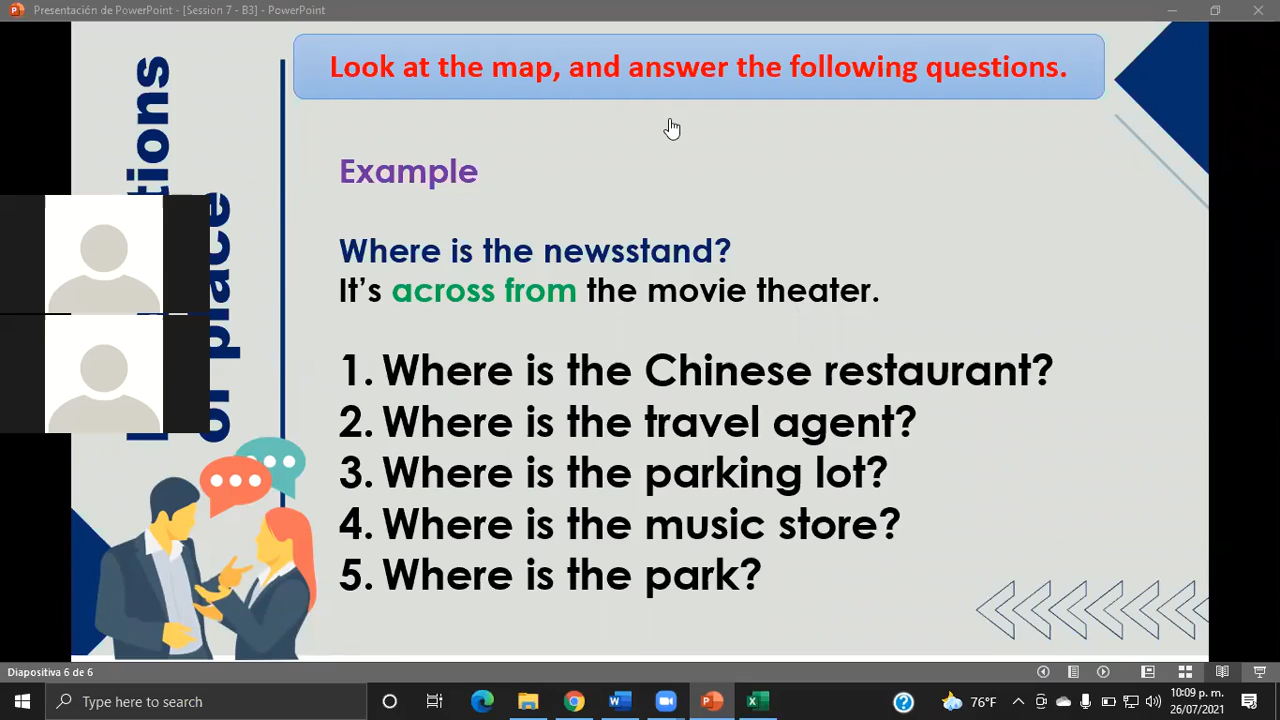 Presentación de PowerPoint - [Session 7 - B3] - PowerPoint
Look at the map, and answer the following questions.
Example
Where is the newsstand?
It's across from the movie theater.
1. Where is the Chinese restaurant?
2. Where is the travel agent?
3. Where is the parking lot?
4. Where is the music store?
5. Where is the park?
Diapositiva 6 de 6
Type here to search
76°F
10:09 p. m.
26/07/2021